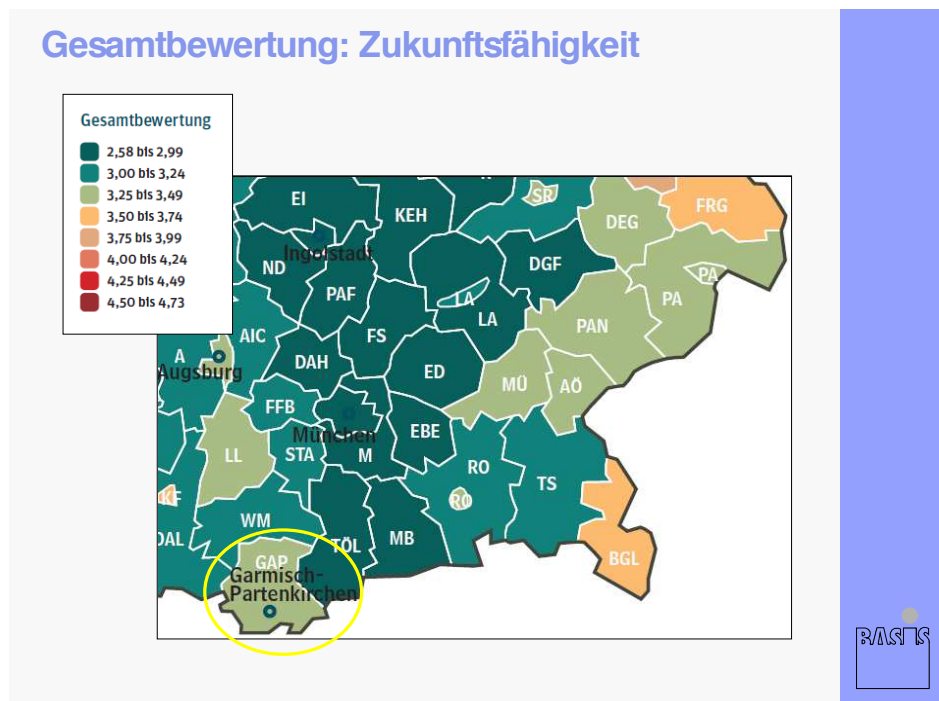 Gesamtbewertung: Zukunftsfähigkeit
Gesamtbewertung
2,58 bis 2,99
3,00 bis 3,24
3,25 bis 3,49
3,50 bis 3,74
3,75 bis 3,99
4,00 bis 4,24
4,25 bis 4,49
4,50 bis 4,73
EI
KEH
SR
DEG
FRG
Ingolstadt
ND
DGF
PA
PAF
LA
PA
LA
AIC
FS
PAN
A
DAH
ED
Augsburg
MÜ
AÖ
FFB
München
EBE
LL
STA
M
RO
TS
KF
RO
WM
OAL
TÖL
MB
GAP
BGL
Garmisch-
Partenkirchen
BASIS